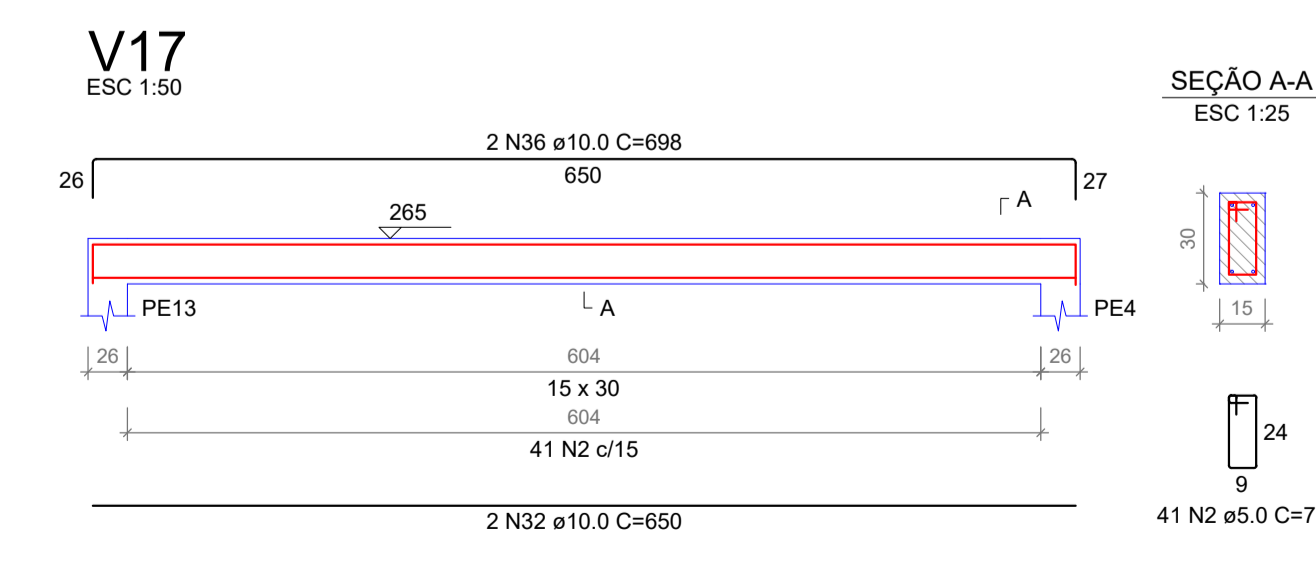 V17
ESC 1:50
SEÇÃO A-A
ESC 1:25
2 N36 ø10.0 C=698
26
650
27
A
265
30
A
PE13
PE4
15
26
604
26
15 x 30
604
41 N2 c/15
24
9
2 N32 ø10.0 C=650
41 N2 ø5.0 C=7